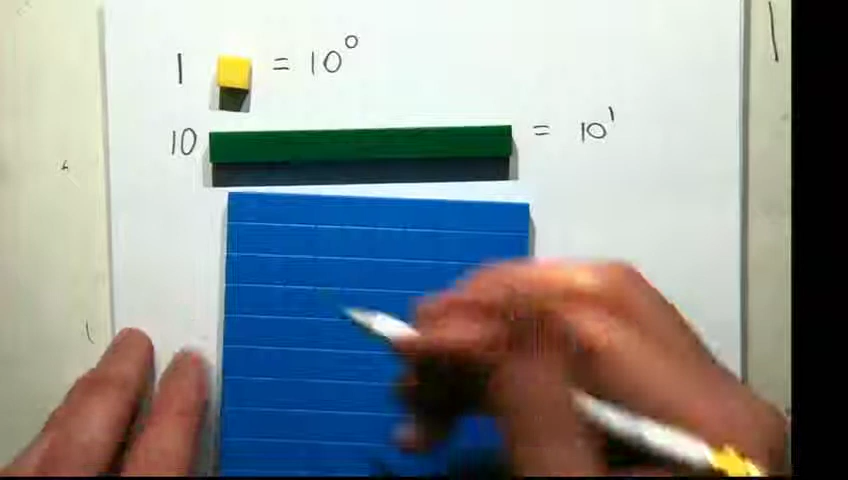 1 = 10⁰
10 = 10¹